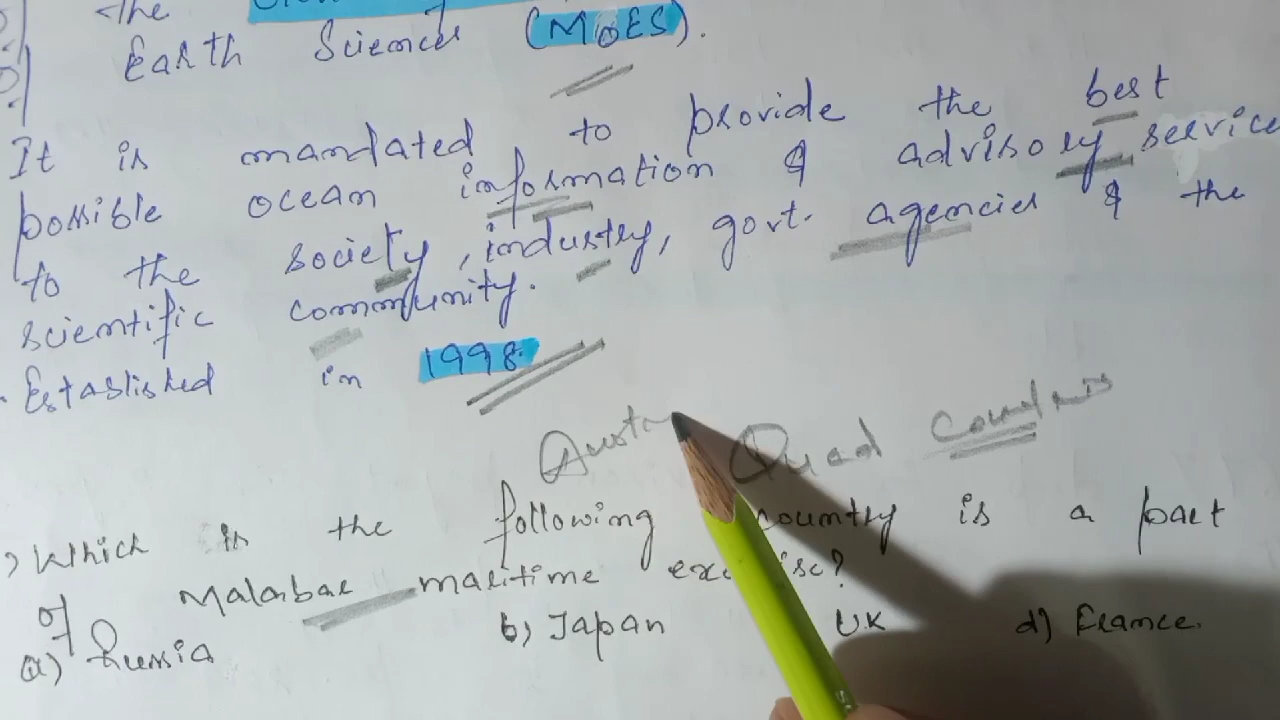 the
Earth Sciences (MoES).
It is mandated to provide the best
possible ocean information & advisory service
to the society, industry, govt. agencies & the
scientific community.
. Established in 1998.
Quad Countries
) Which is the following country is a part
of Malabar maritime exercise?
a) Russia b) Japan UK d) France.